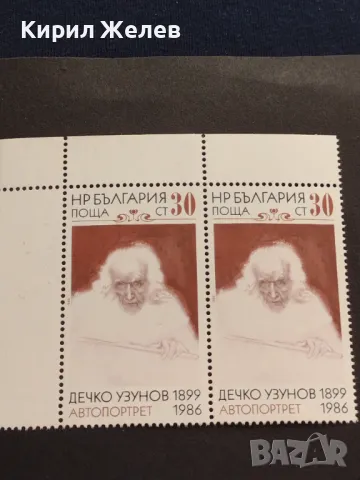 Кирил Желев
НР БЪЛГАРИЯ
ПОЩА СТ 30
ДЕЧКО УЗУНОВ 1899
АВТОПОРТРЕТ 1986
НР БЪЛГАРИЯ
ПОЩА СТ 30
ДЕЧКО УЗУНОВ 1899
АВТОПОРТРЕТ 1986
BAZAR